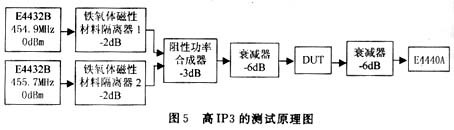 E4432B
454.9MHz
0dBm
铁氧体磁性
材料隔离器1
-2dB
E4432B
455.7MHz
0dBm
铁氧体磁性
材料隔离器2
-2dB
阻性功率
合成器
-3dB
衰减器
-6dB
DUT
衰减器
-6dB
E4440A
图5 高IP3的测试原理图